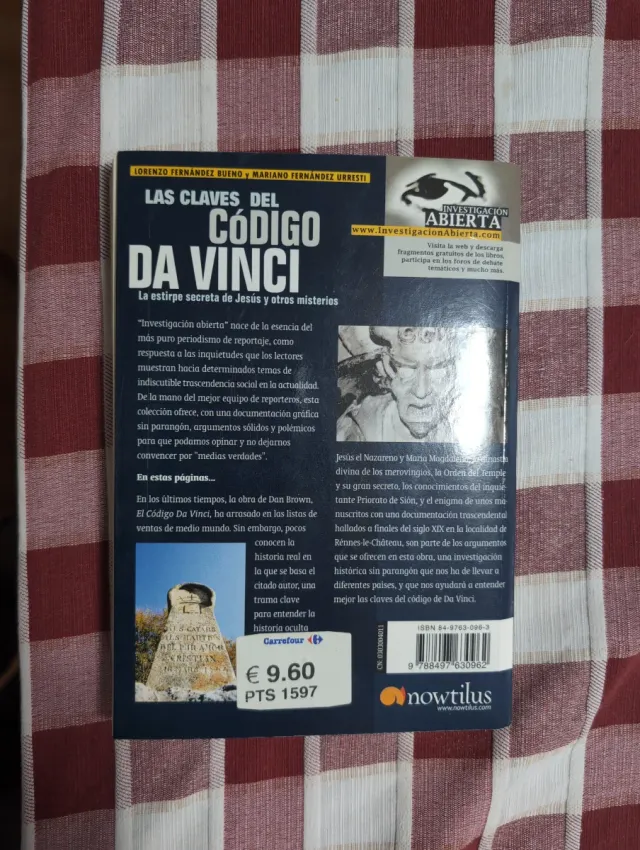 LORENZO FERNÁNDEZ BUENO y MARIANO FERNÁNDEZ URRESTI
LAS CLAVES DEL
CóDIGO
DA VINCI
La estirpe secreta de Jesús y otros misterios
INVESTIGACIÓN
ABIERTA
www.InvestigacionAbierta.com
Visita la web y descarga
fragmentos gratuitos de los libros,
participa en los foros de debate
temáticos y mucho más.
"Investigación abierta" nace de la esencia del
más puro periodismo de reportaje, como
respuesta a las inquietudes que los lectores
muestran hacia determinados temas de
indiscutible trascendencia social en la actualidad.
De la mano del mejor equipo de reporteros, esta
colección ofrece, con una documentación gráfica
sin parangón, argumentos sólidos y polémicos
para que podamos opinar y no dejarnos
convencer por "medias verdades".
En estas páginas...
En los últimos tiempos, la obra de Dan Brown,
El Código Da Vinci, ha arrasado en las listas de
ventas de medio mundo. Sin embargo, pocos
conocen la
historia real en
la que se basa el
citado autor, una
trama clave
para entender la
historia oculta
Jesús el Nazareno y María Magdalena,
divina de los merovingios, la Orden del Temple
y su gran secreto, los conocimientos del inquie
tante Priorato de Sión, y el enigma de unos ma
nuscritos con una documentación trascendental
hallados a finales del siglo XIX en la localidad de
Rénnes-le-Château, son parte de los argumentos
que se ofrecen en esta obra, una investigación
histórica sin parangón que nos ha de llevar a
diferentes países, y que nos ayudará a entender
mejor las claves del código de Da Vinci.
Carrefour
€ 9.60
PTS 1597
ISBN 84-9763-096-3
9 788497 630962
nowtilus
www.nowtilus.com